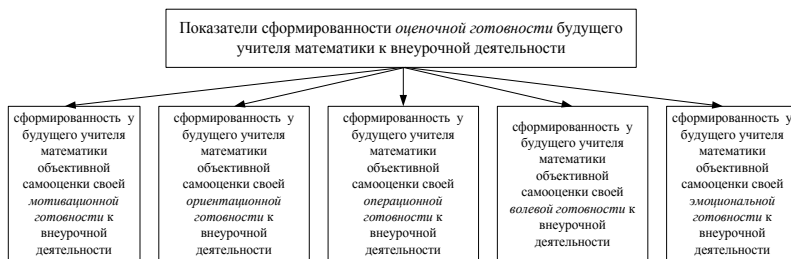 Показатели сформированности оценочной готовности будущего
учителя математики к внеурочной деятельности
сформированность у
будущего учителя
математики
объективной
самооценки своей
мотивационной
готовности к
внеурочной
деятельности
сформированность у
будущего учителя
математики
объективной
самооценки своей
ориентационной
готовности к
внеурочной
деятельности
сформированность у
будущего учителя
математики
объективной
самооценки своей
операционной
готовности к
внеурочной
деятельности
сформированность у
будущего учителя
математики
объективной
самооценки своей
волевой готовности к
внеурочной
деятельности
сформированность у
будущего учителя
математики
объективной
самооценки своей
эмоциональной
готовности к
внеурочной
деятельности